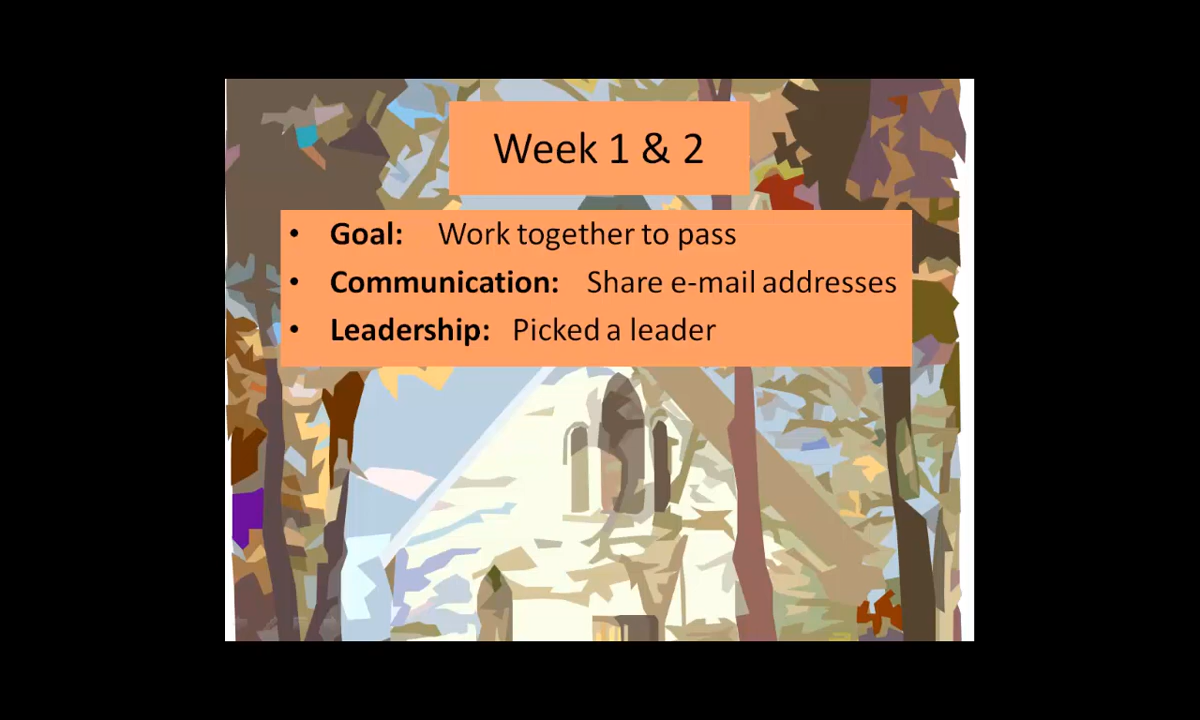 Week 1 & 2
• Goal: Work together to pass
• Communication: Share e-mail addresses
• Leadership: Picked a leader